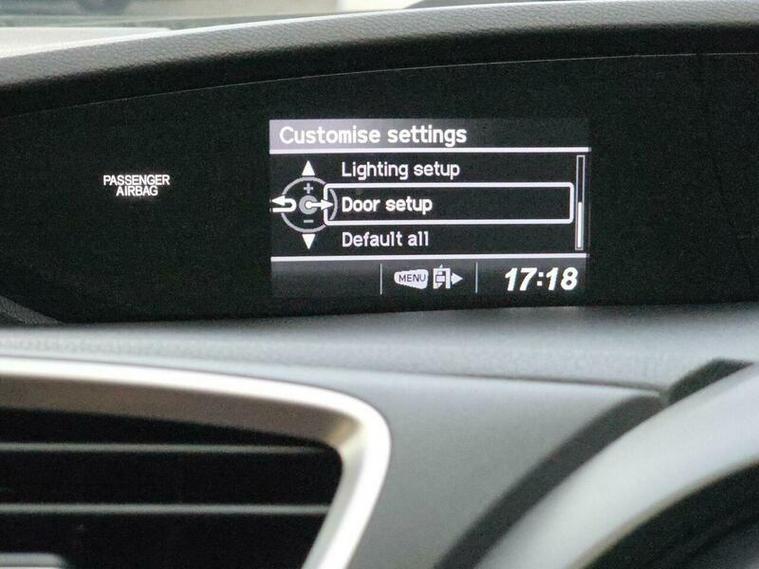 Customise settings
Lighting setup
PASSENGER
AIRBAG
Door setup
Default all
MENU
17:18